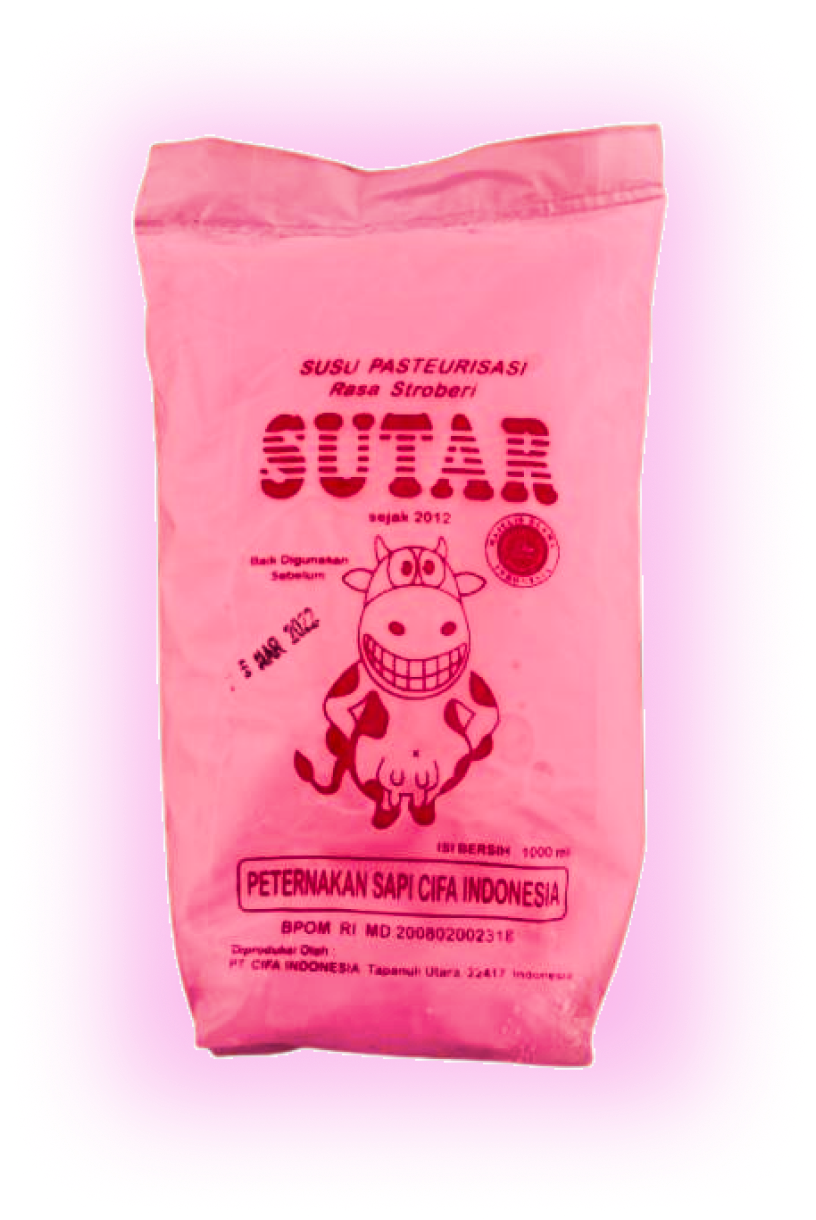 SUSU PASTEURISASI
Rasa Stroberi
SUTAR
sejak 2012
Baik Digunakan
Sebelum
MAR 2022
ISI BERSIH 1000 ml
PETERNAKAN SAPI CIFA INDONESIA
BPOM RI MD 200802002318
Diproduksi Oleh :
PT. CIFA INDONESIA Tapanuli Utara 22417 Indonesia